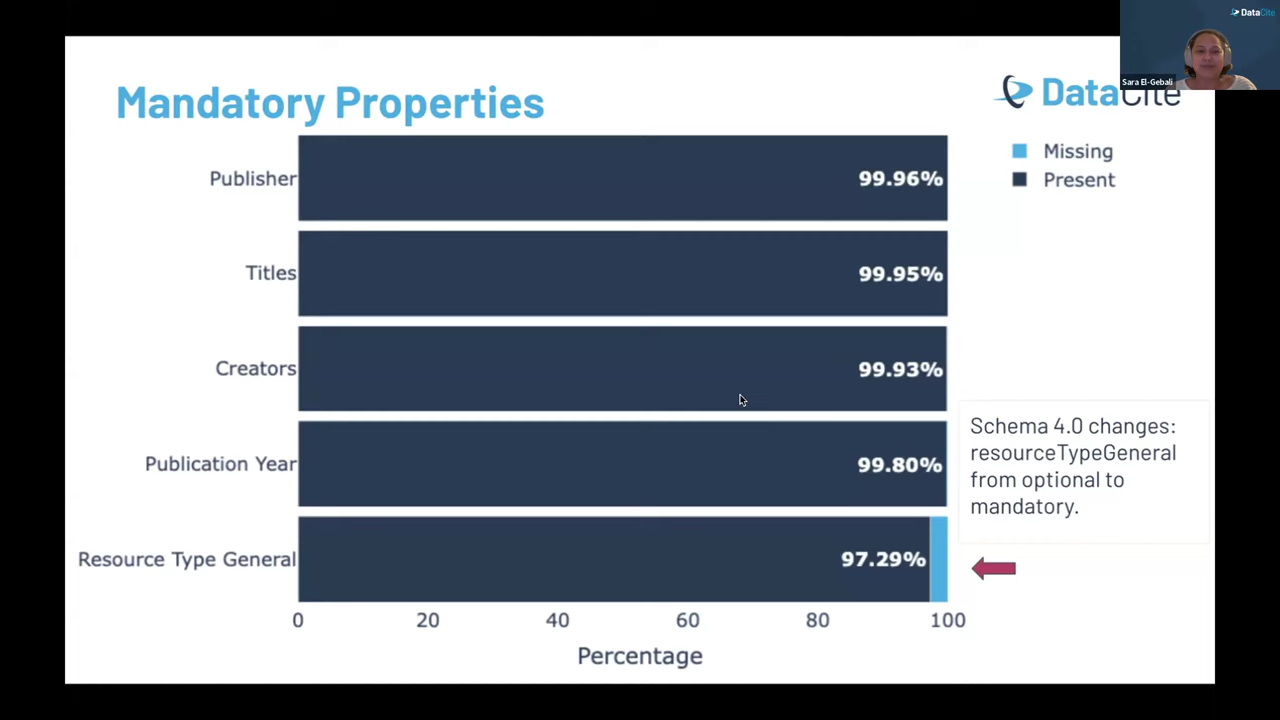 DataCite
Sara El-Gebali
Mandatory Properties
DataCite
Missing
Present
Publisher
99.96%
Titles
99.95%
Creators
99.93%
Publication Year
99.80%
Resource Type General
97.29%
Schema 4.0 changes:
resourceTypeGeneral
from optional to
mandatory.
0 20 40 60 80 100
Percentage